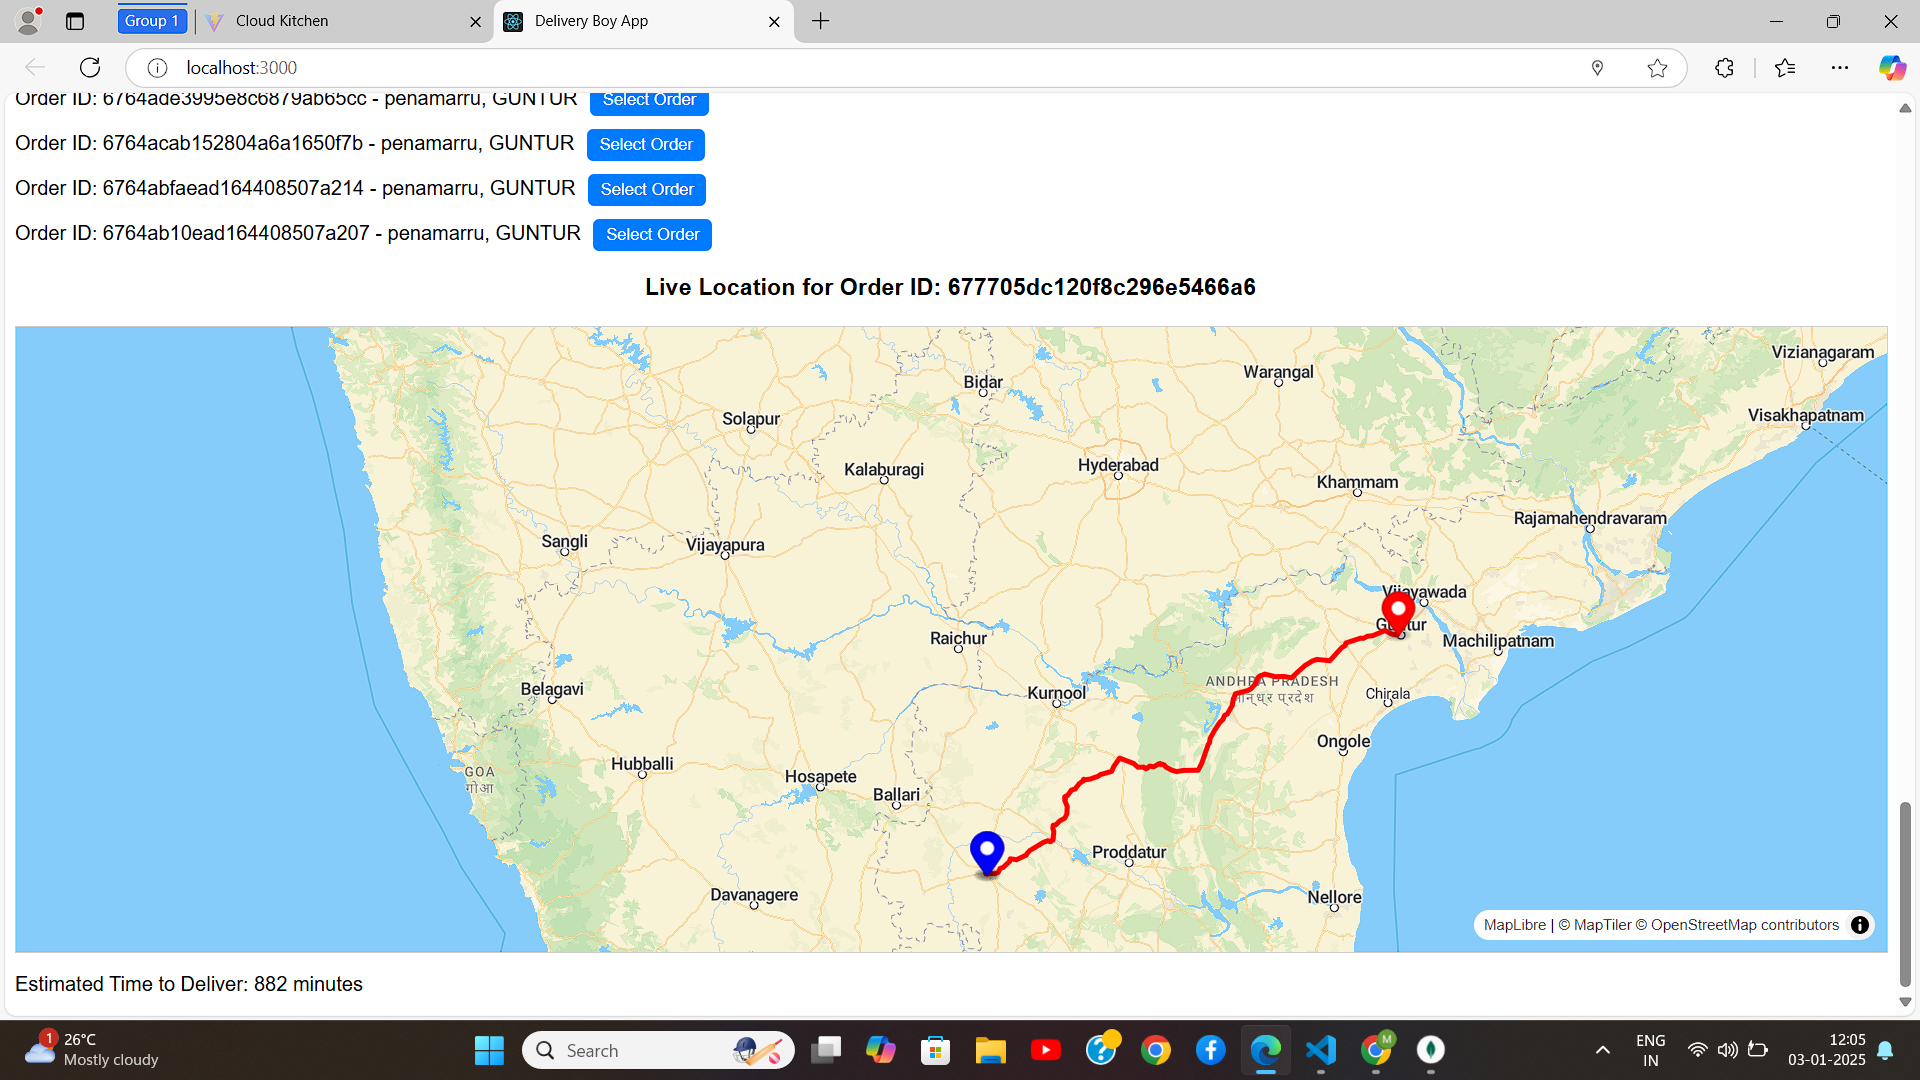 Group 1
Cloud Kitchen
Delivery Boy App
localhost:3000
Order ID: 6764ade3995e8c6879ab65cc - penamarru, GUNTUR Select Order
Order ID: 6764acab152804a6a1650f7b - penamarru, GUNTUR Select Order
Order ID: 6764abfaead164408507a214 - penamarru, GUNTUR Select Order
Order ID: 6764ab10ead164408507a207 - penamarru, GUNTUR Select Order
Live Location for Order ID: 677705dc120f8c296e5466a6
Vizianagaram
Warangal
Bidar
Visakhapatnam
Solapur
Hyderabad
Kalaburagi
Khammam
Rajamahendravaram
Sangli
Vijayapura
Vijayawada
Raichur
Machilipatnam
ANDHRA PRADESH
Belagavi
Kurnool
Chirala
Ongole
Hubballi
GOA
गोआ
Hosapete
Ballari
Proddatur
Davanagere
Nellore
MapLibre | © MapTiler © OpenStreetMap contributors
Estimated Time to Deliver: 882 minutes
1
26°C
Mostly cloudy
Search
M
ENG
IN
12:05
03-01-2025